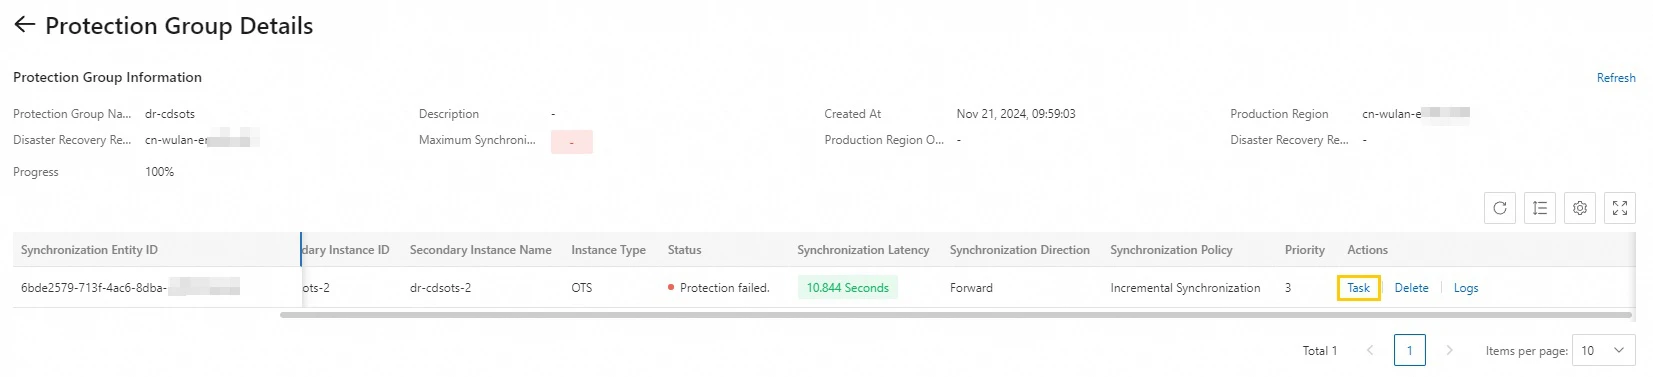 Protection Group Details
Protection Group Information Refresh
Protection Group Na... dr-cdsots Description - Created At Nov 21, 2024, 09:59:03 Production Region cn-wulan-e
Disaster Recovery Re... cn-wulan-er Maximum Synchroni... - Production Region O... - Disaster Recovery Re... -
Progress 100%
Synchronization Entity ID dary Instance ID Secondary Instance Name Instance Type Status Synchronization Latency Synchronization Direction Synchronization Policy Priority Actions
6bde2579-713f-4ac6-8dba- ots-2 dr-cdsots-2 OTS Protection failed. 10.844 Seconds Forward Incremental Synchronization 3 Task Delete Logs
Total 1 1 Items per page: 10